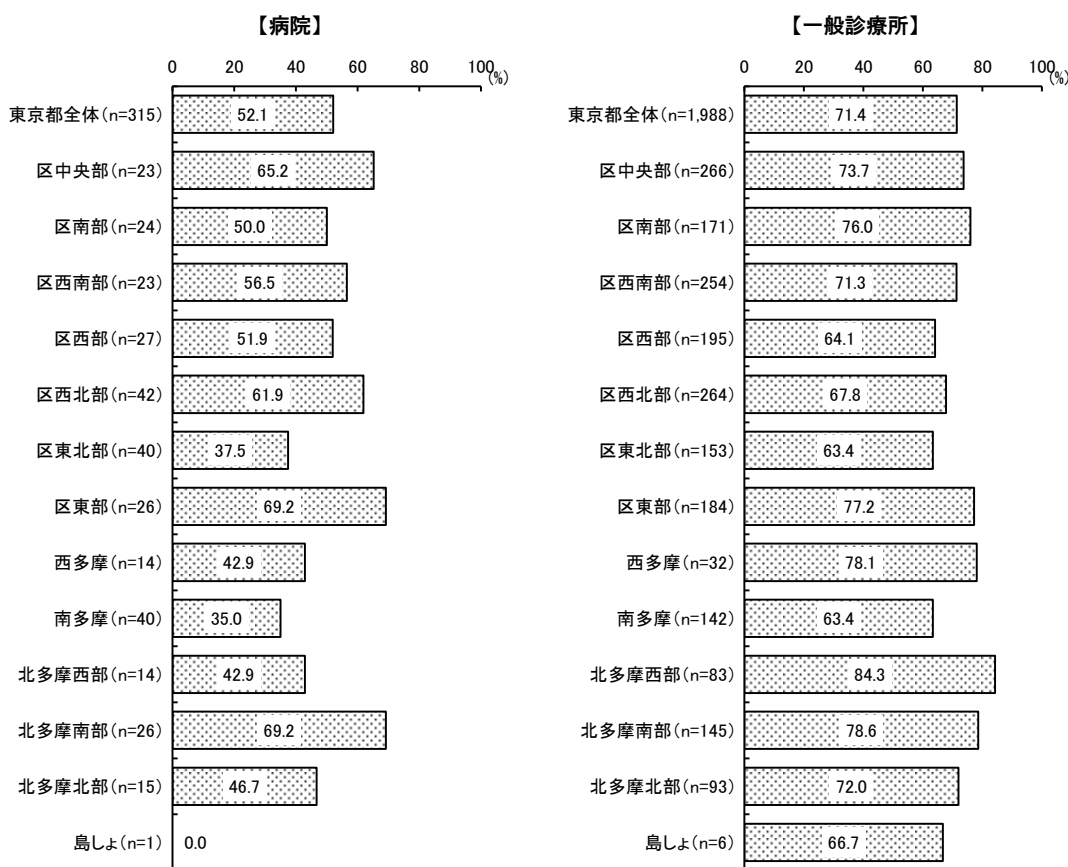 【病院】
0 20 40 60 80 100
(%)
東京都全体(n=315) 52.1
区中央部(n=23) 65.2
区南部(n=24) 50.0
区西南部(n=23) 56.5
区西部(n=27) 51.9
区西北部(n=42) 61.9
区東北部(n=40) 37.5
区東部(n=26) 69.2
西多摩(n=14) 42.9
南多摩(n=40) 35.0
北多摩西部(n=14) 42.9
北多摩南部(n=26) 69.2
北多摩北部(n=15) 46.7
島しょ(n=1) 0.0
【一般診療所】
0 20 40 60 80 100
(%)
東京都全体(n=1,988) 71.4
区中央部(n=266) 73.7
区南部(n=171) 76.0
区西南部(n=254) 71.3
区西部(n=195) 64.1
区西北部(n=264) 67.8
区東北部(n=153) 63.4
区東部(n=184) 77.2
西多摩(n=32) 78.1
南多摩(n=142) 63.4
北多摩西部(n=83) 84.3
北多摩南部(n=145) 78.6
北多摩北部(n=93) 72.0
島しょ(n=6) 66.7